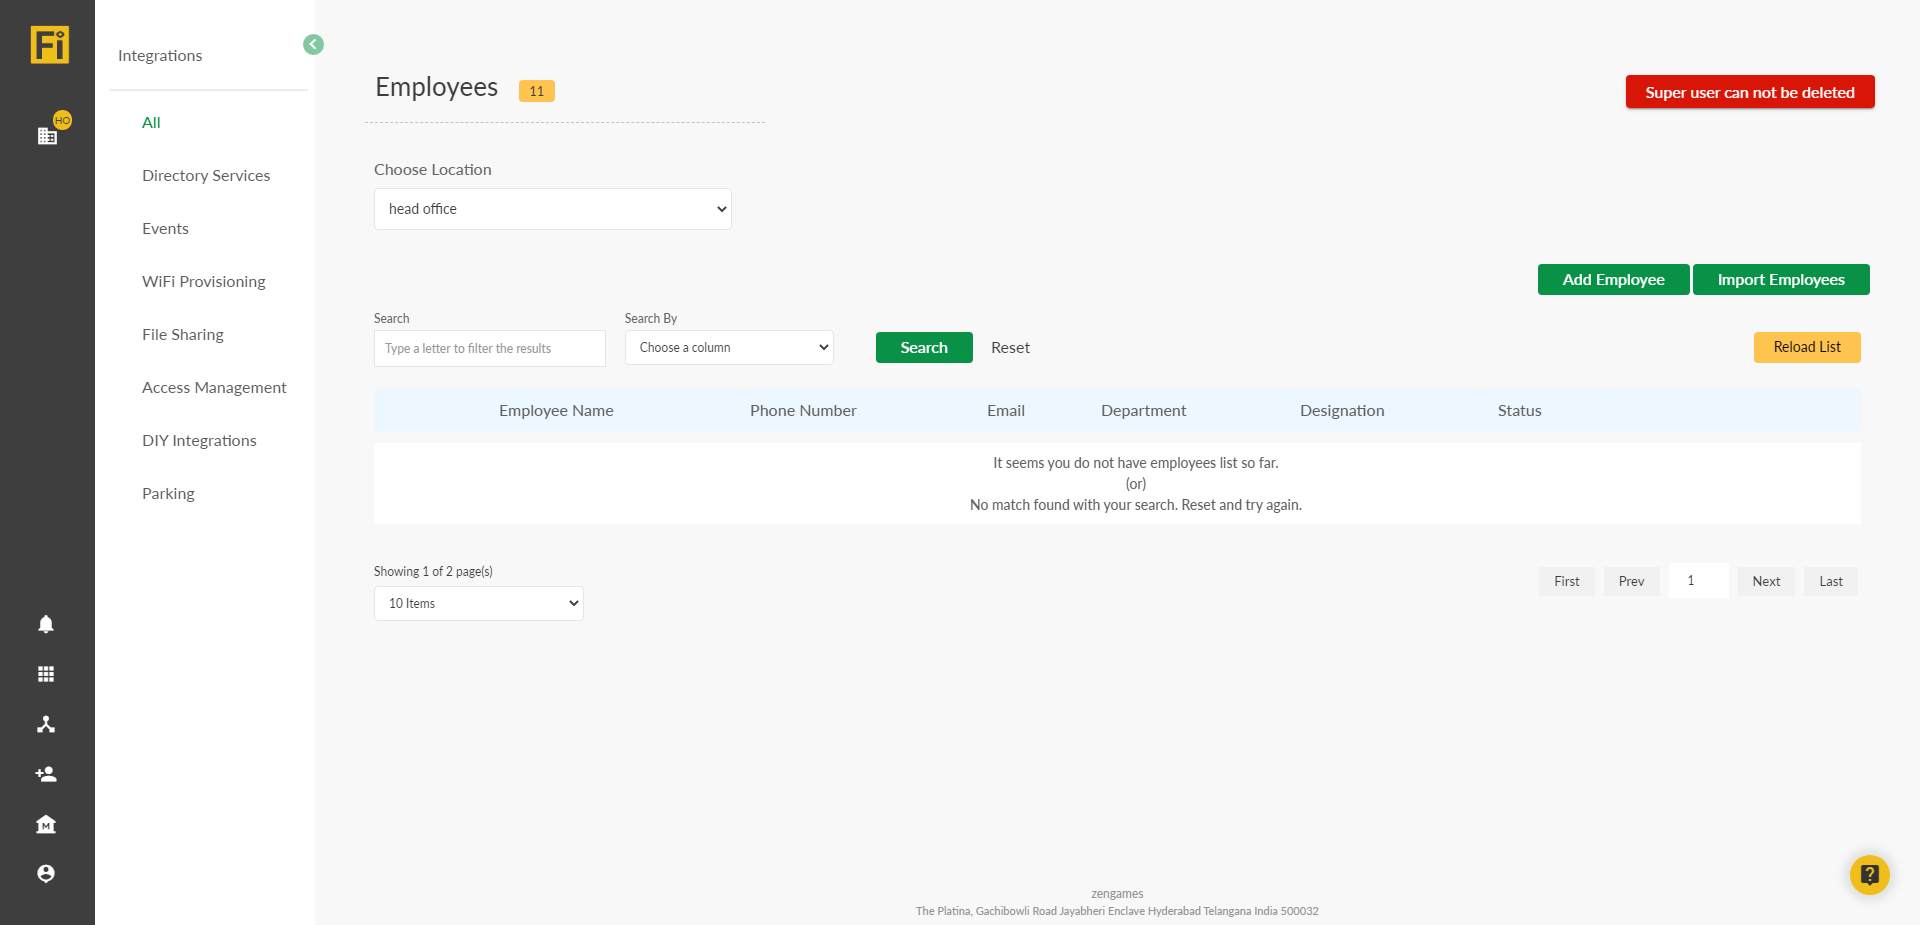 Fi
HO
Integrations
All
Directory Services
Events
WiFi Provisioning
File Sharing
Access Management
DIY Integrations
Parking
Employees 11
Super user can not be deleted
Choose Location
head office
Add Employee Import Employees
Search Search By
Type a letter to filter the results Choose a column Search Reset Reload List
Employee Name Phone Number Email Department Designation Status
It seems you do not have employees list so far.
(or)
No match found with your search. Reset and try again.
Showing 1 of 2 page(s)
10 Items
First Prev 1 Next Last
M
?
zengames
The Platina, Gachibowli Road Jayabheri Enclave Hyderabad Telangana India 500032